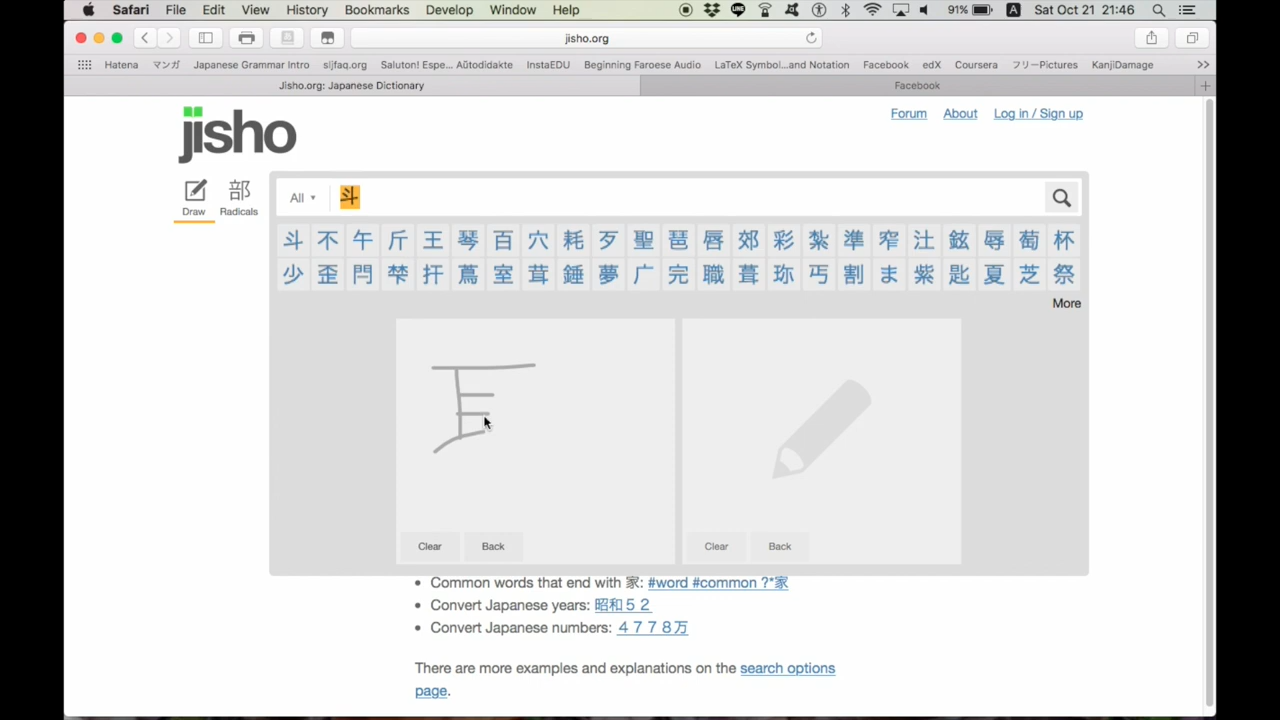 Safari File Edit View History Bookmarks Develop Window Help 91% A Sat Oct 21 21:46
jisho.org
Hatena マンガ Japanese Grammar Intro sljfaq.org Saluton! Espe... Aŭtodidakte InstaEDU Beginning Faroese Audio LaTeX Symbol...and Notation Facebook edX Coursera フリーPictures KanjiDamage
Jisho.org: Japanese Dictionary Facebook
jisho
Forum About Log in / Sign up
部
Draw Radicals
All 斗
斗 不 午 斤 王 琴 百 穴 耗 歹 聖 琶 唇 郊 彩 紮 準 窄 汢 鉉 辱 萄 杯
少 歪 閂 桳 扞 蔦 室 茸 錘 夢 广 完 職 葺 珎 丐 割 ま 紫 匙 夏 芝 祭
More
Clear Back Clear Back
Common words that end with 家: #word #common ?*家
Convert Japanese years: 昭和５２
Convert Japanese numbers: ４７７８万
There are more examples and explanations on the search options
page.